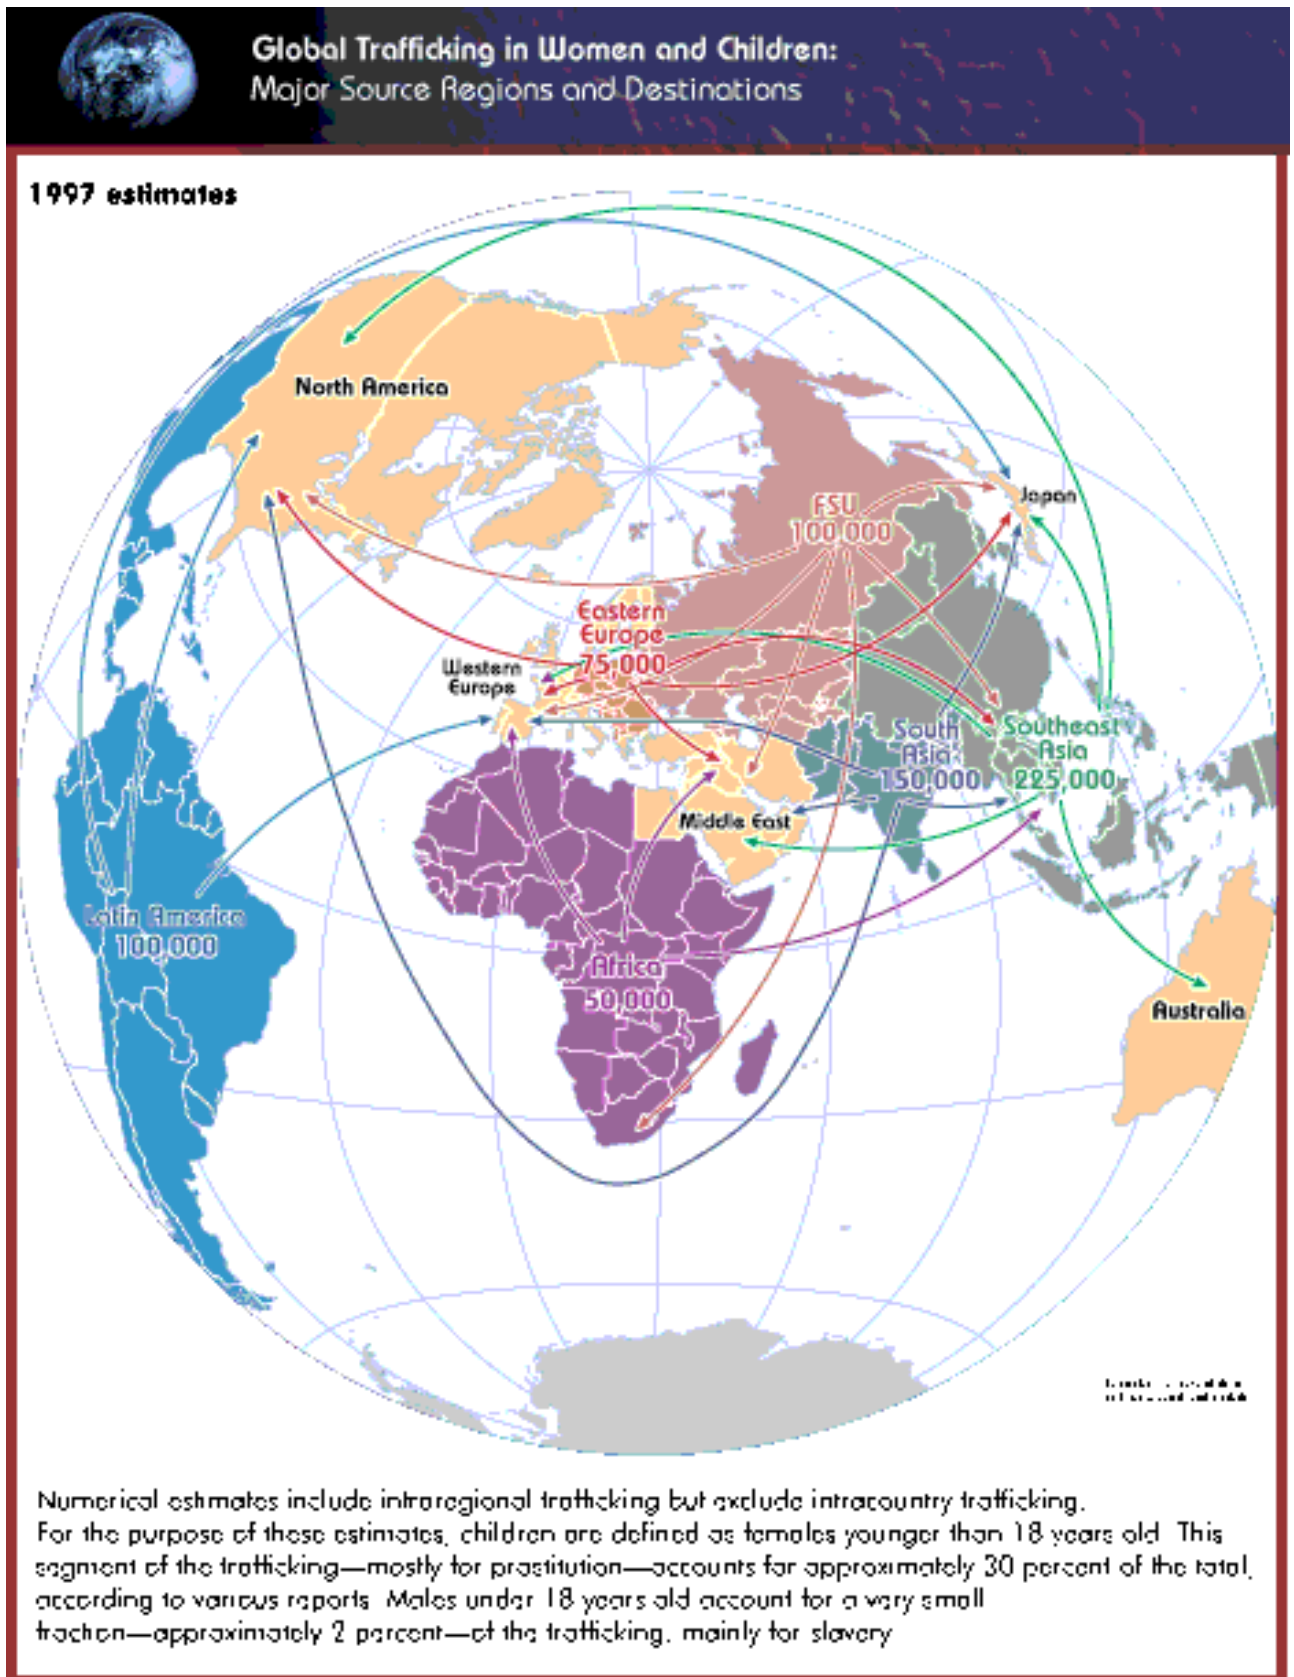 Global Trafficking in Women and Children:
Major Source Regions and Destinations
1997 estimates
North America
Japan
FSU
100,000
Eastern
Europe
75,000
Western
Europe
South
Asia
150,000
Southeast
Asia
225,000
Middle East
Latin America
100,000
Africa
50,000
Australia
Numerical estimates include intraregional trafficking but exclude intracountry trafficking.
For the purpose of these estimates, children are defined as females younger than 18 years old. This
segment of the trafficking—mostly for prostitution—accounts for approximately 30 percent of the total,
according to various reports. Males under 18 years old account for a very small
fraction—approximately 2 percent—of the trafficking, mainly for slavery